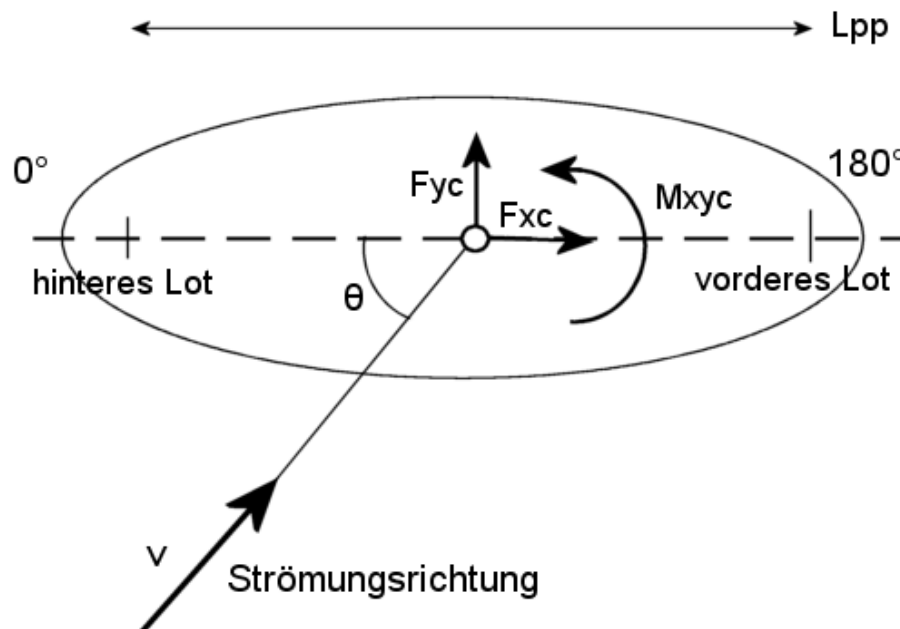 Lpp
0°
180°
Fyc
Fxc
Mxyc
hinteres Lot
vorderes Lot
θ
v
Strömungsrichtung